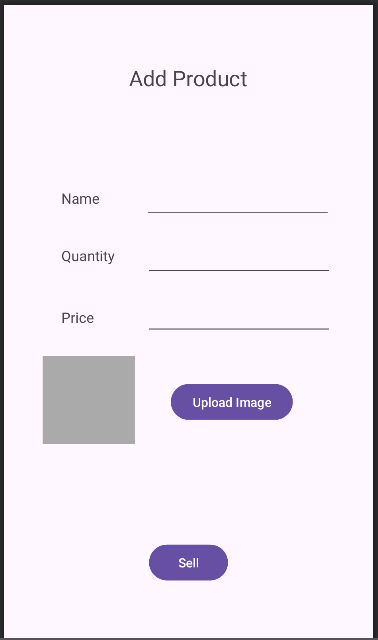 Add Product
Name
Quantity
Price
Upload Image
Sell